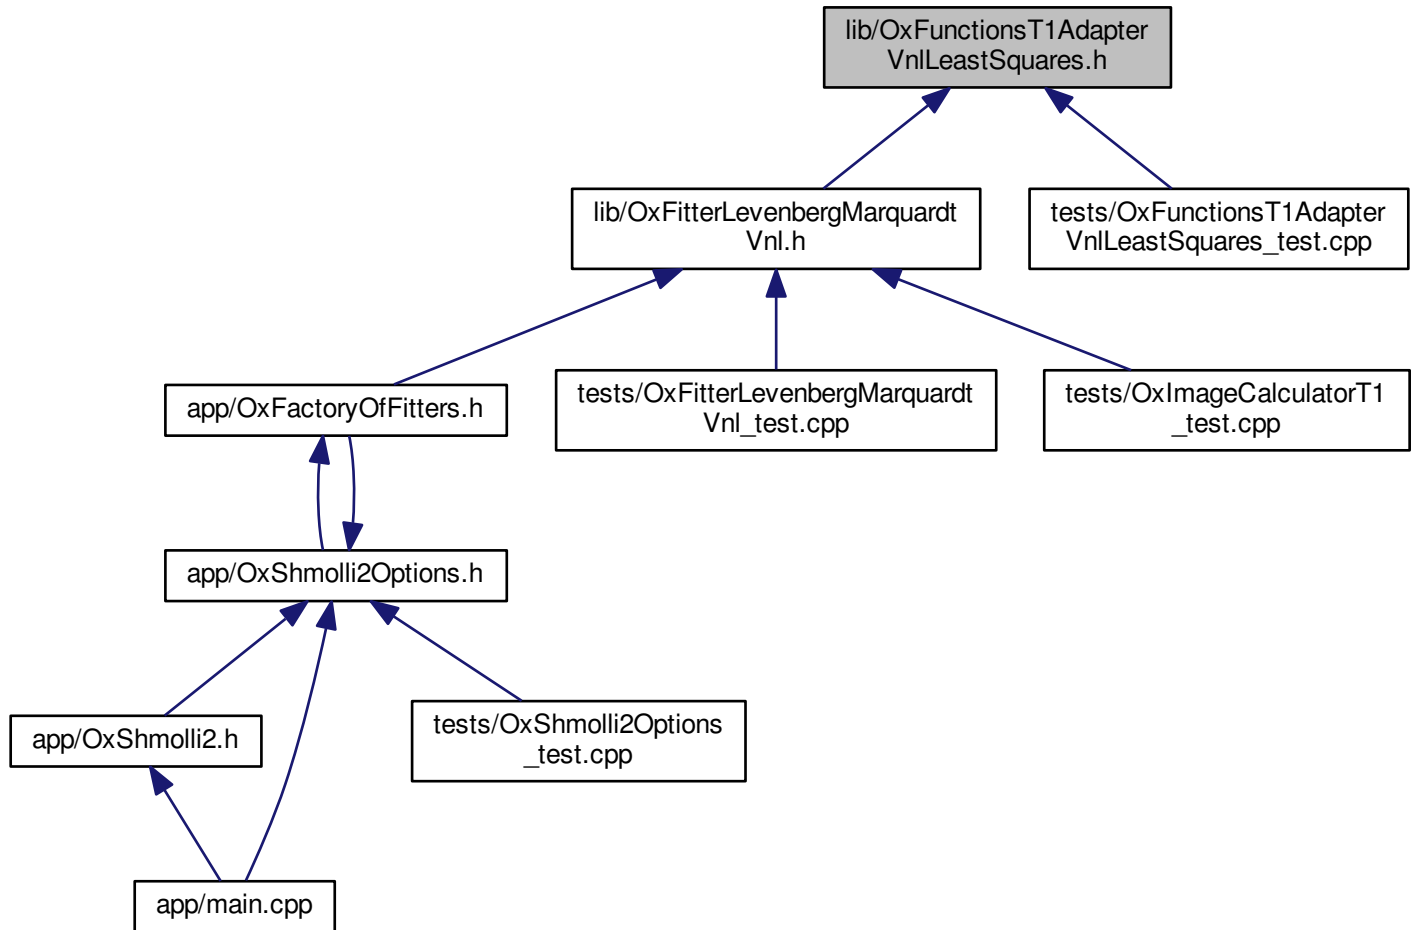 lib/OxFunctionsT1Adapter
VnlLeastSquares.h
lib/OxFitterLevenbergMarquardt
Vnl.h
tests/OxFunctionsT1Adapter
VnlLeastSquares_test.cpp
app/OxFactoryOfFitters.h
tests/OxFitterLevenbergMarquardt
Vnl_test.cpp
tests/OxImageCalculatorT1
_test.cpp
app/OxShmolli2Options.h
app/OxShmolli2.h
tests/OxShmolli2Options
_test.cpp
app/main.cpp